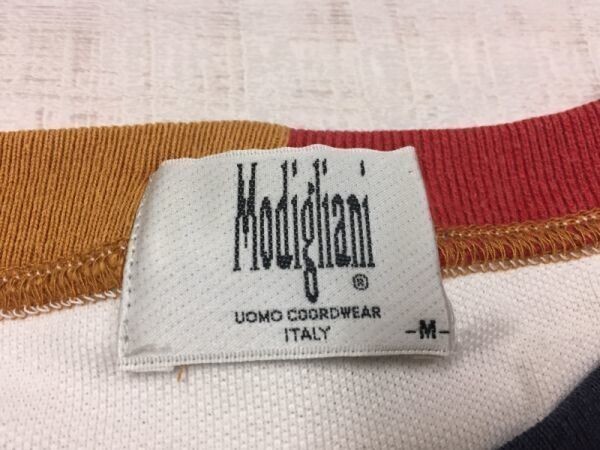 Modigliani
®
UOMO COORDWEAR
ITALY
-M-